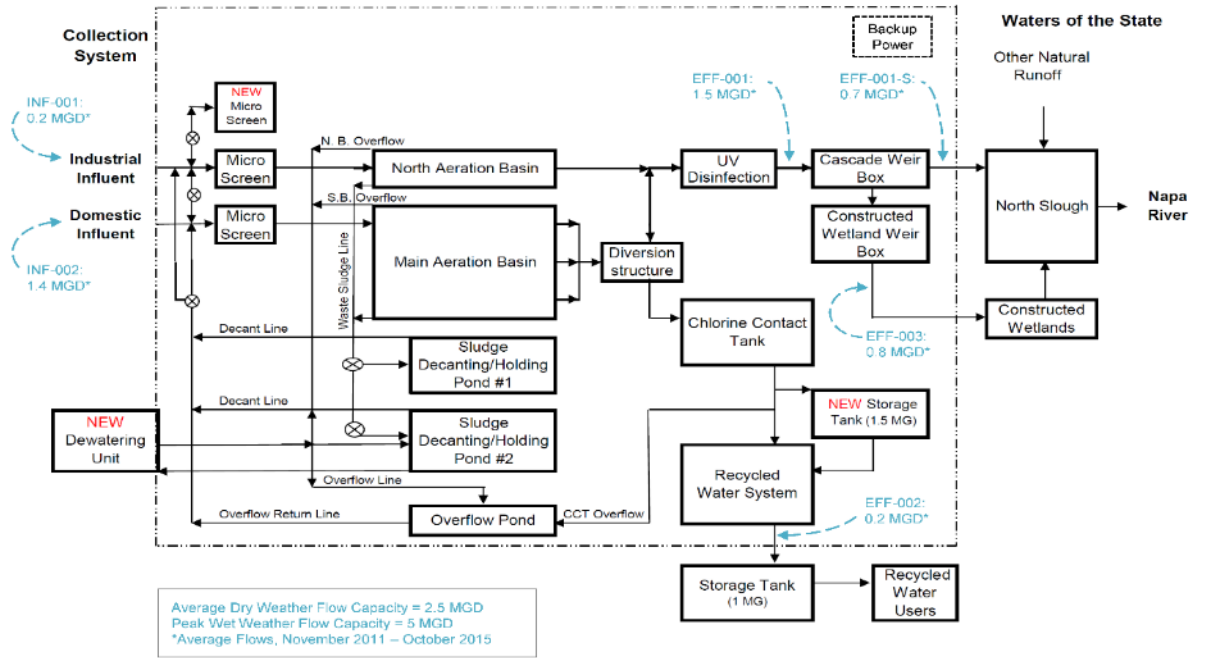 Collection
System
Backup
Power
Waters of the State
Other Natural
Runoff
INF-001:
0.2 MGD*
NEW
Micro
Screen
EFF-001:
1.5 MGD*
EFF-001-S:
0.7 MGD*
N. B. Overflow
Industrial
Influent
Micro
Screen
North Aeration Basin
UV
Disinfection
Cascade Weir
Box
North Slough
Napa
River
S.B. Overflow
Domestic
Influent
Micro
Screen
Main Aeration Basin
Diversion
structure
Constructed
Wetland Weir
Box
INF-002:
1.4 MGD*
Waste Sludge Line
Chlorine Contact
Tank
EFF-003:
0.8 MGD*
Constructed
Wetlands
Decant Line
Sludge
Decanting/Holding
Pond #1
NEW Storage
Tank (1.5 MG)
Decant Line
NEW
Dewatering
Unit
Sludge
Decanting/Holding
Pond #2
Recycled
Water System
Overflow Line
EFF-002:
0.2 MGD*
Overflow Return Line
Overflow Pond
CCT Overflow
Storage Tank
(1 MG)
Recycled
Water
Users
Average Dry Weather Flow Capacity = 2.5 MGD
Peak Wet Weather Flow Capacity = 5 MGD
*Average Flows, November 2011 – October 2015